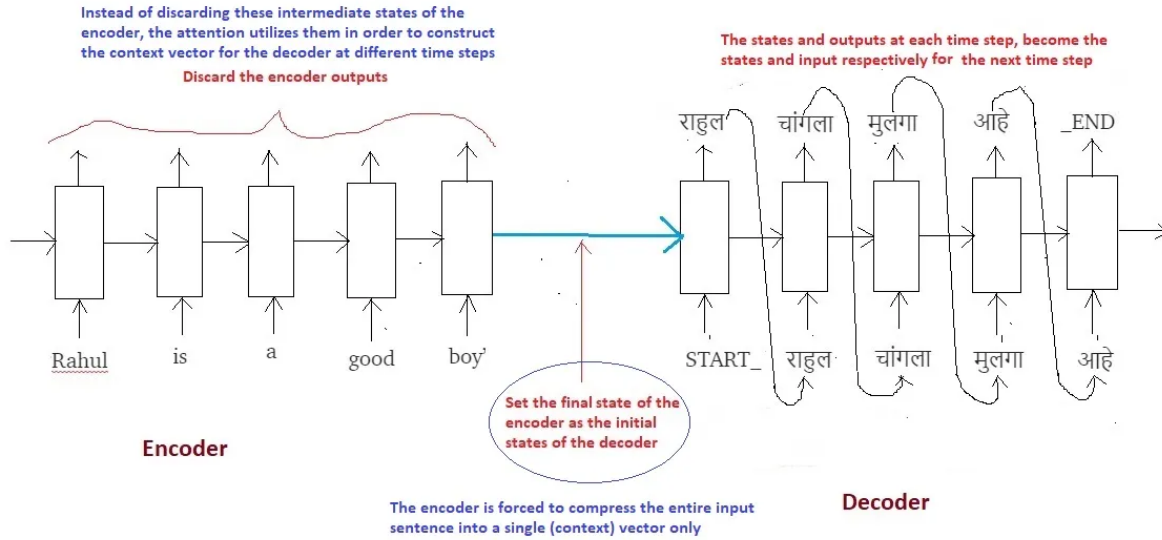 Instead of discarding these intermediate states of the
encoder, the attention utilizes them in order to construct
the context vector for the decoder at different time steps
Discard the encoder outputs
The states and outputs at each time step, become the
states and input respectively for the next time step
राहुल चांगला मुलगा आहे _END
Rahul is a good boy'
START_ राहुल चांगला मुलगा आहे
Set the final state of the
encoder as the initial
states of the decoder
Encoder
Decoder
The encoder is forced to compress the entire input
sentence into a single (context) vector only